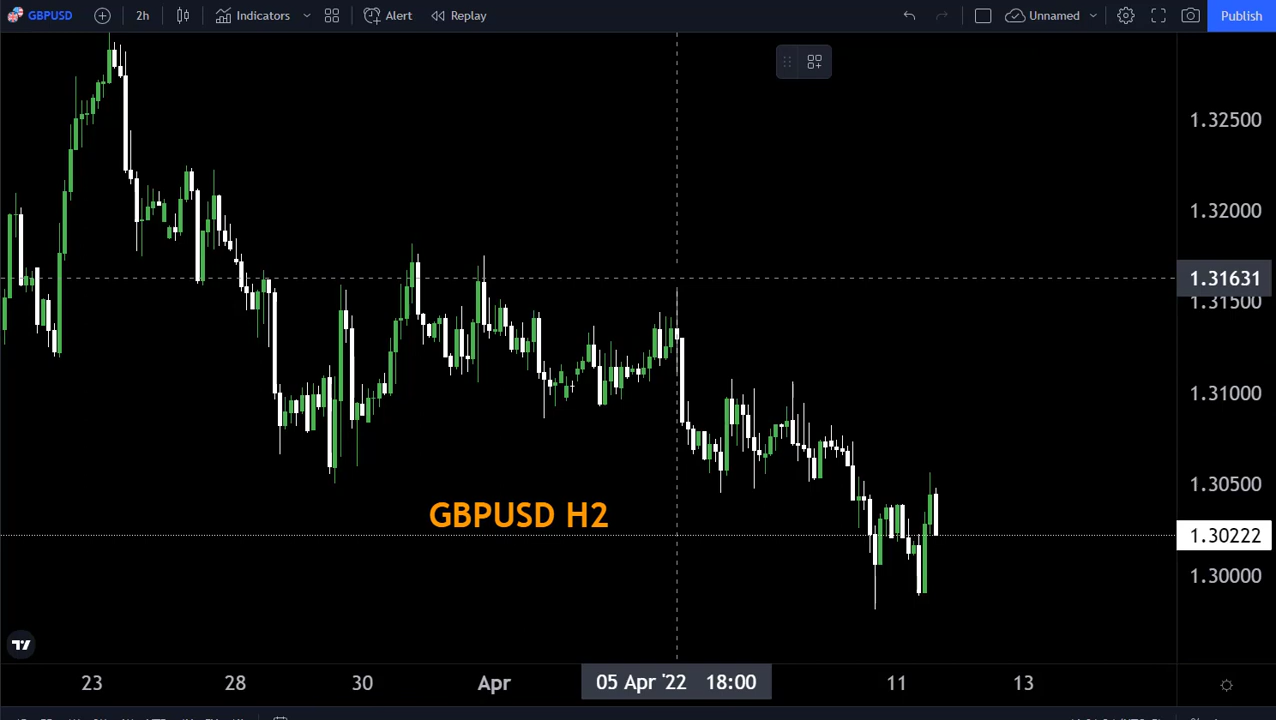 GBPUSD 2h Indicators Alert Replay Unnamed Publish
1.32500
1.32000
1.31631
1.31500
1.31000
1.30500
GBPUSD H2
1.30222
1.30000
23 28 30 Apr 05 Apr '22 18:00 11 13